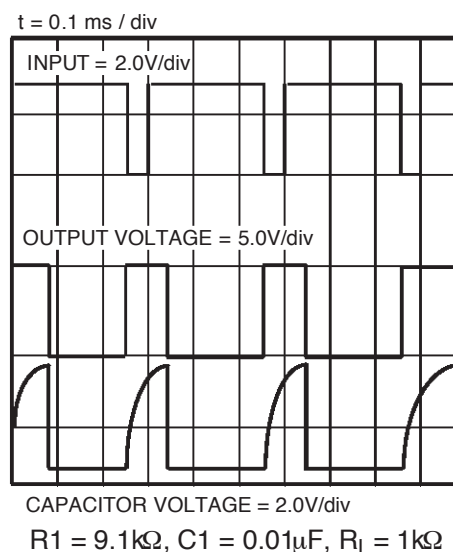 t = 0.1 ms / div
INPUT = 2.0V/div
OUTPUT VOLTAGE = 5.0V/div
CAPACITOR VOLTAGE = 2.0V/div
R1 = 9.1kΩ, C1 = 0.01µF, R_L = 1kΩ